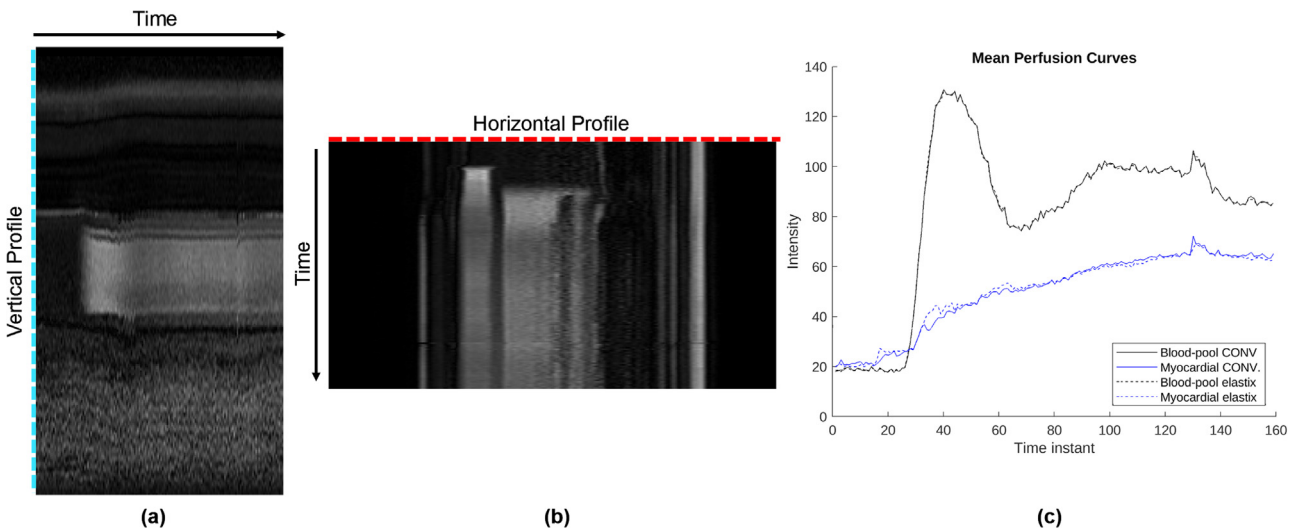 Time
Vertical Profile
(a)
Horizontal Profile
Time
(b)
Mean Perfusion Curves
140
120
100
80
60
40
20
0
Intensity
0 20 40 60 80 100 120 140 160
Time instant
Blood-pool CONV
Myocardial CONV.
Blood-pool elastix
Myocardial elastix
(c)